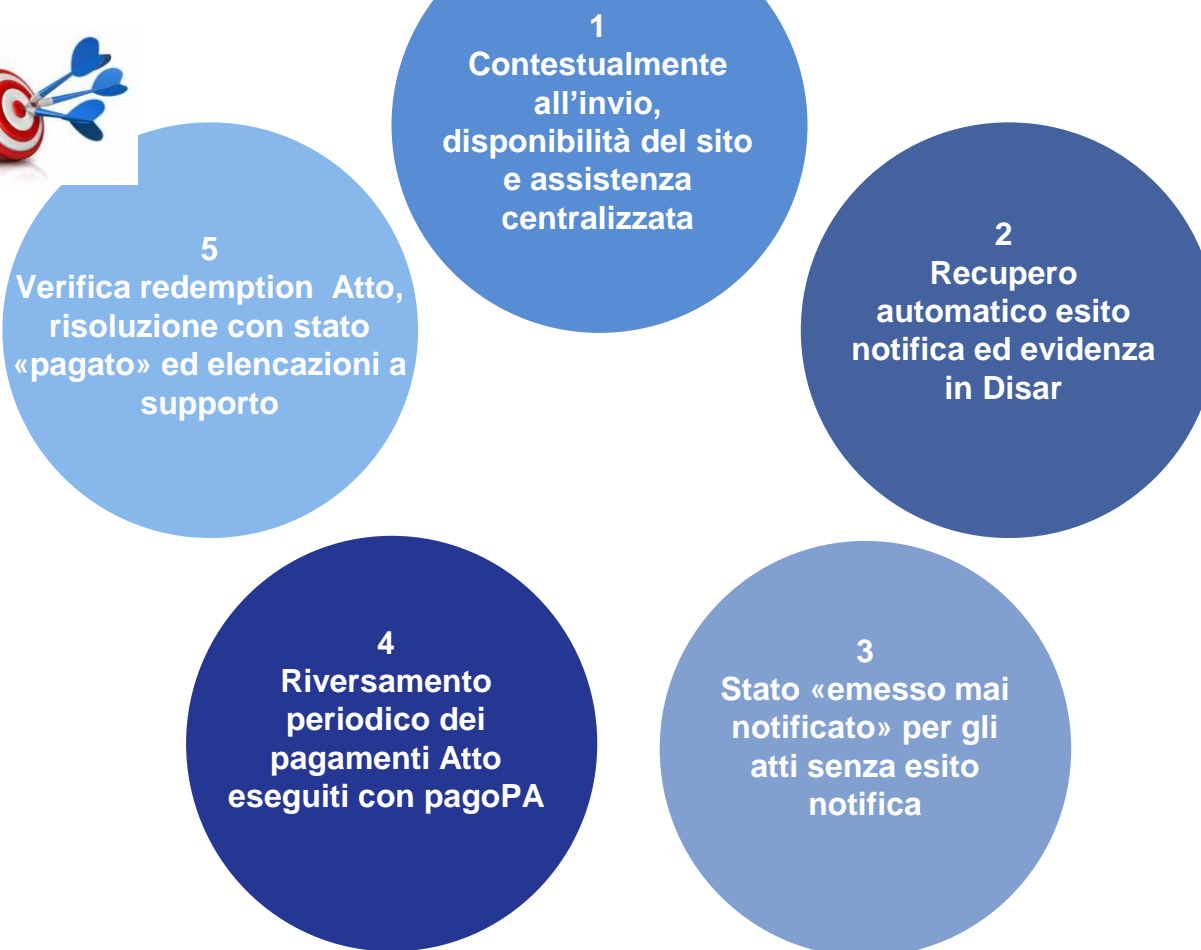 1
Contestualmente
all’invio,
disponibilità del sito
e assistenza
centralizzata
2
Recupero
automatico esito
notifica ed evidenza
in Disar
3
Stato «emesso mai
notificato» per gli
atti senza esito
notifica
4
Riversamento
periodico dei
pagamenti Atto
eseguiti con pagoPA
5
Verifica redemption  Atto,
risoluzione con stato
«pagato» ed elencazioni a
supporto